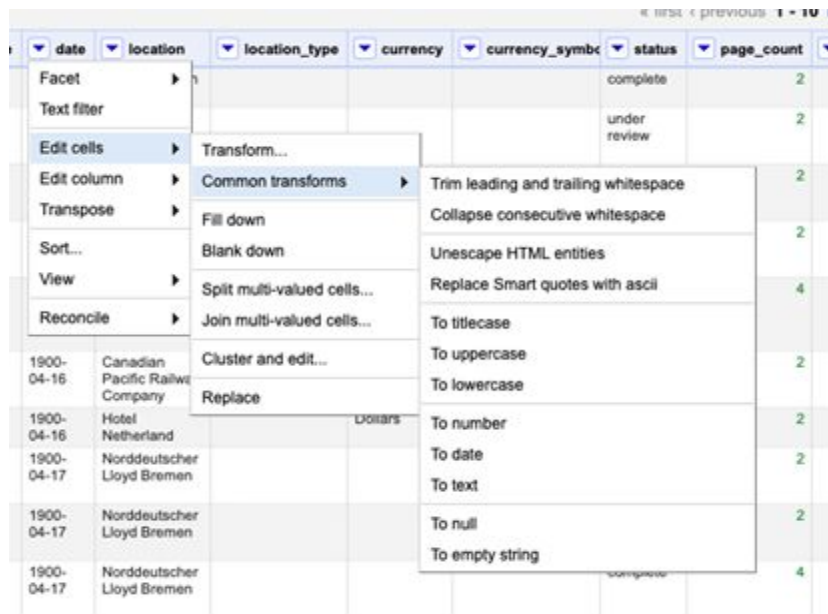 « first ‹ previous 1 - 10
date location location_type currency currency_symbo status page_count
Facet
Text filter
Edit cells
Edit column
Transpose
Sort...
View
Reconcile
Transform...
Common transforms
Fill down
Blank down
Split multi-valued cells...
Join multi-valued cells...
Cluster and edit...
Replace
Trim leading and trailing whitespace
Collapse consecutive whitespace
Unescape HTML entities
Replace Smart quotes with ascii
To titlecase
To uppercase
To lowercase
To number
To date
To text
To null
To empty string
complete 2
under 2
review
2
2
4
1900- Canadian 2
04-16 Pacific Railwa
Company
1900- Hotel Dollars 2
04-16 Netherland
1900- Norddeutscher 2
04-17 Lloyd Bremen
1900- Norddeutscher 2
04-17 Lloyd Bremen
1900- Norddeutscher complete 4
04-17 Lloyd Bremen